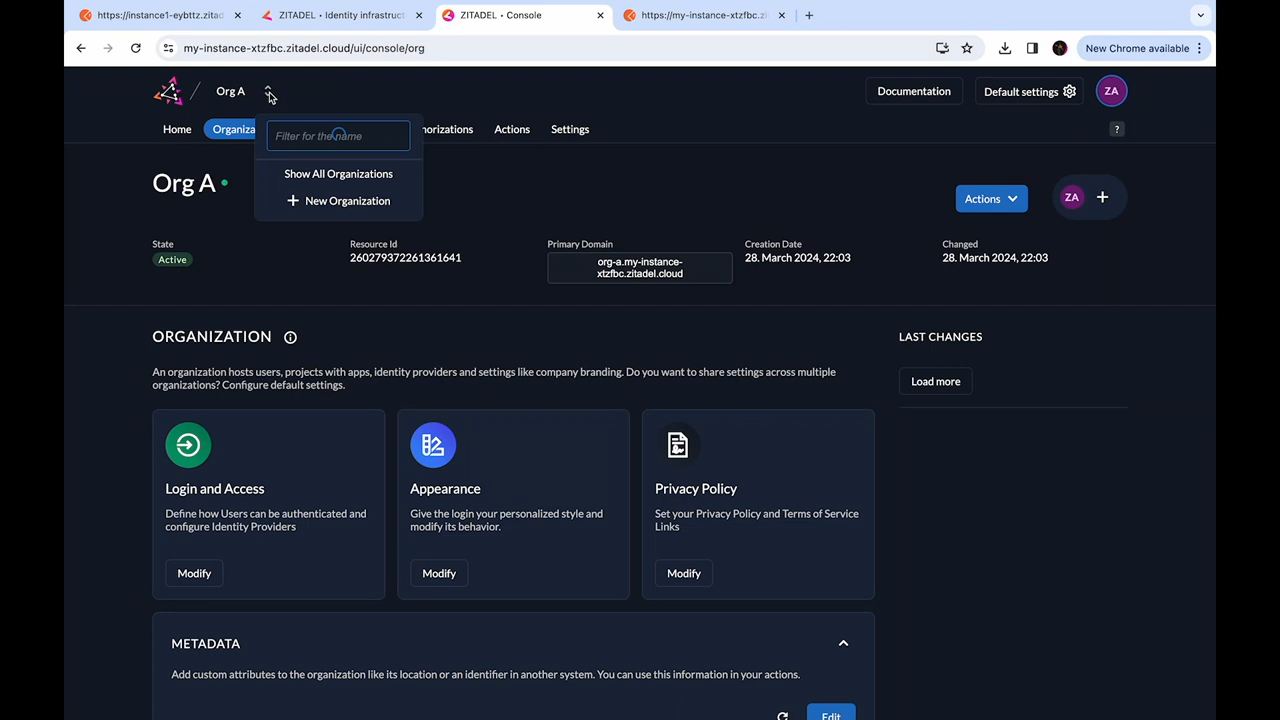 https://instance1-eybttz.zitad
ZITADEL • Identity infrastruct
ZITADEL • Console
https://my-instance-xtzfbc.zi
my-instance-xtzfbc.zitadel.cloud/ui/console/org
New Chrome available
Org A
Documentation
Default settings
ZA
Home
Organiza
horizations
Actions
Settings
?
Filter for the name
Show All Organizations
+ New Organization
Org A
Actions
ZA
+
State
Active
Resource Id
260279372261361641
Primary Domain
org-a.my-instance-
xtzfbc.zitadel.cloud
Creation Date
28. March 2024, 22:03
Changed
28. March 2024, 22:03
ORGANIZATION
An organization hosts users, projects with apps, identity providers and settings like company branding. Do you want to share settings across multiple
organizations? Configure default settings.
LAST CHANGES
Load more
Login and Access
Define how Users can be authenticated and
configure Identity Providers
Modify
Appearance
Give the login your personalized style and
modify its behavior.
Modify
Privacy Policy
Set your Privacy Policy and Terms of Service
Links
Modify
METADATA
Add custom attributes to the organization like its location or an identifier in another system. You can use this information in your actions.
Edit